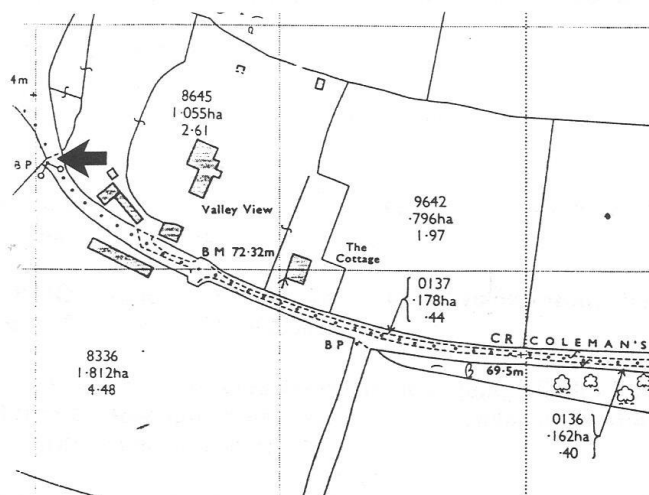 4m
8645
1·055ha
2·61
B P
Valley View
9642
·796ha
1·97
B M 72·32m
The
Cottage
0137
·178ha
·44
B P
CR COLEMAN'S
8336
1·812ha
4·48
69·5m
0136
·162ha
·40